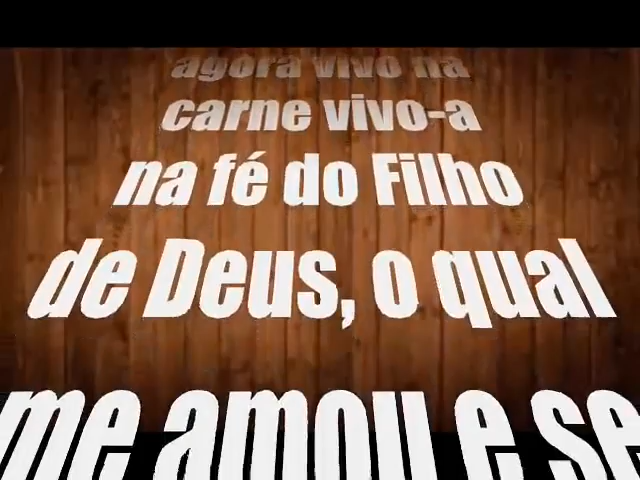 agora vivo na
carne vivo-a
na fé do Filho
de Deus, o qual
me amou e se